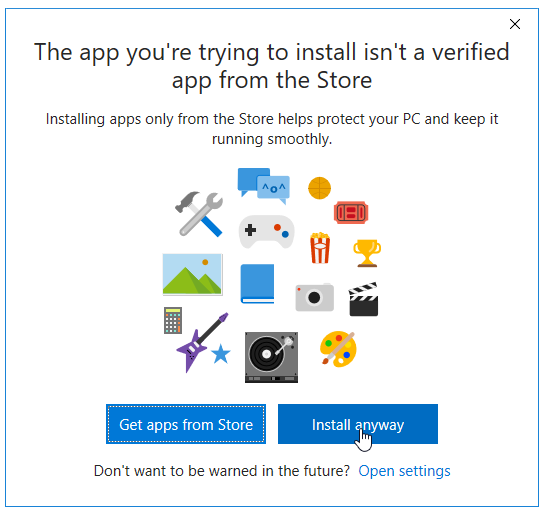 The app you're trying to install isn't a verified
app from the Store
Installing apps only from the Store helps protect your PC and keep it
running smoothly.
^o^
Get apps from Store
Install anyway
Don't want to be warned in the future? Open settings